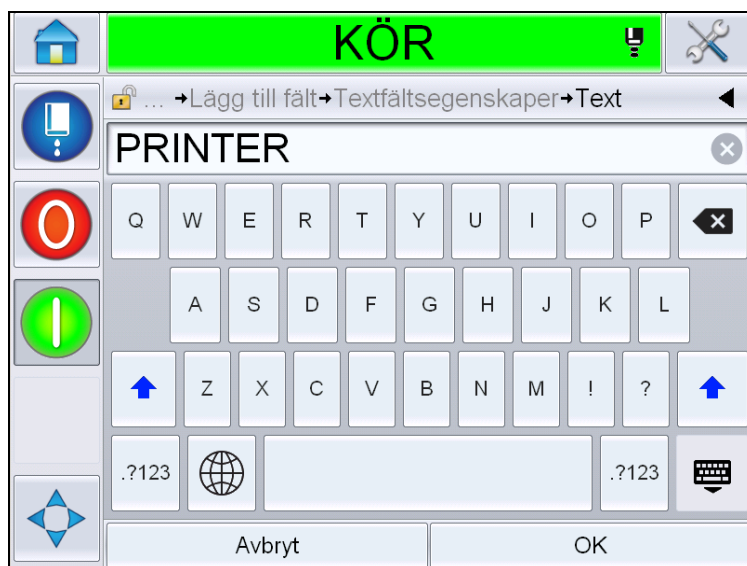 KÖR
... →Lägg till fält→Textfältsegenskaper→Text
PRINTER
Q W E R T Y U I O P
A S D F G H J K L
Z X C V B N M ! ?
.?123 .?123
Avbryt OK